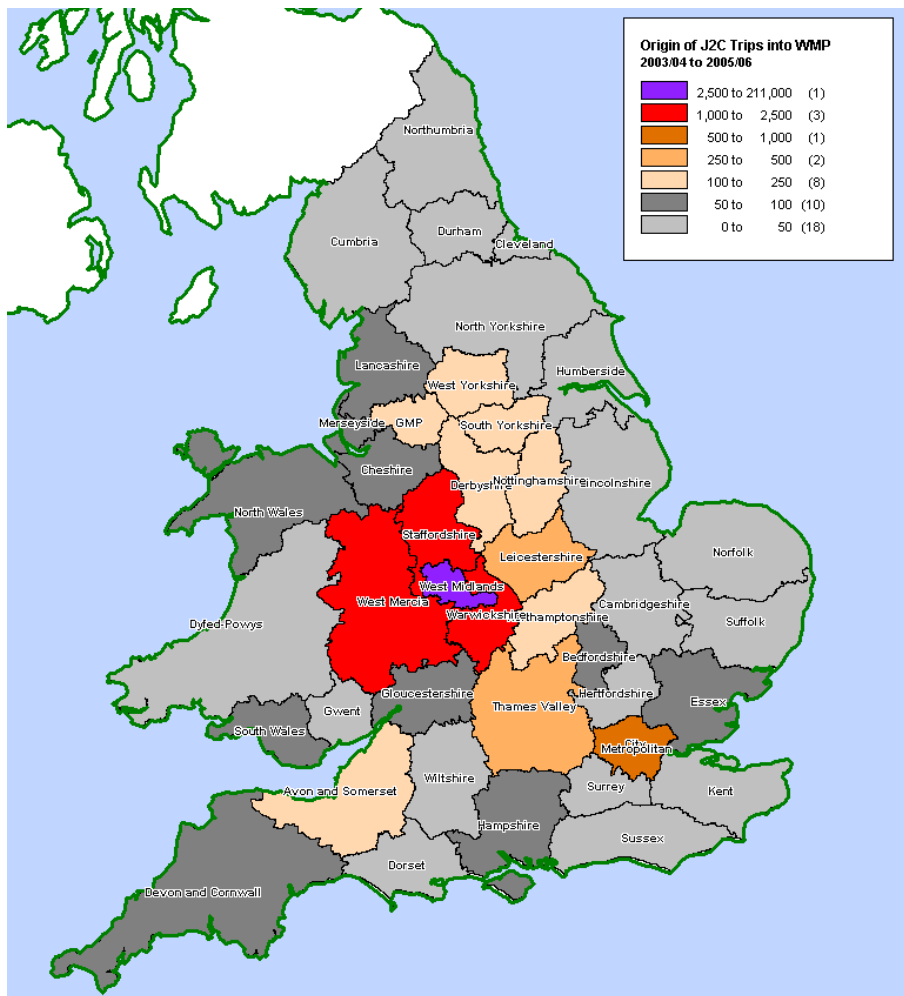 Origin of J2C Trips into WMP
2003/04 to 2005/06
2,500 to 211,000 (1)
1,000 to 2,500 (3)
500 to 1,000 (1)
250 to 500 (2)
100 to 250 (8)
50 to 100 (10)
0 to 50 (18)
Northumbria
Cumbria
Durham
Cleveland
North Yorkshire
Lancashire
Humberside
West Yorkshire
Merseyside
GMP
South Yorkshire
Cheshire
Derbyshire
Nottinghamshire
incolnshire
North Wales
Staffordshire
Leicestershire
Norfolk
West Midlands
West Mercia
Warwickshire
thamptonshire
Cambridgeshire
Suffolk
Dyfed-Powys
Bedfordshire
Gloucestershire
Hertfordshire
Essex
Gwent
Thames Valley
South Wales
City
Metropolitan
Wiltshire
Avon and Somerset
Surrey
Kent
Hampshire
Sussex
Dorset
Devon and Cornwall